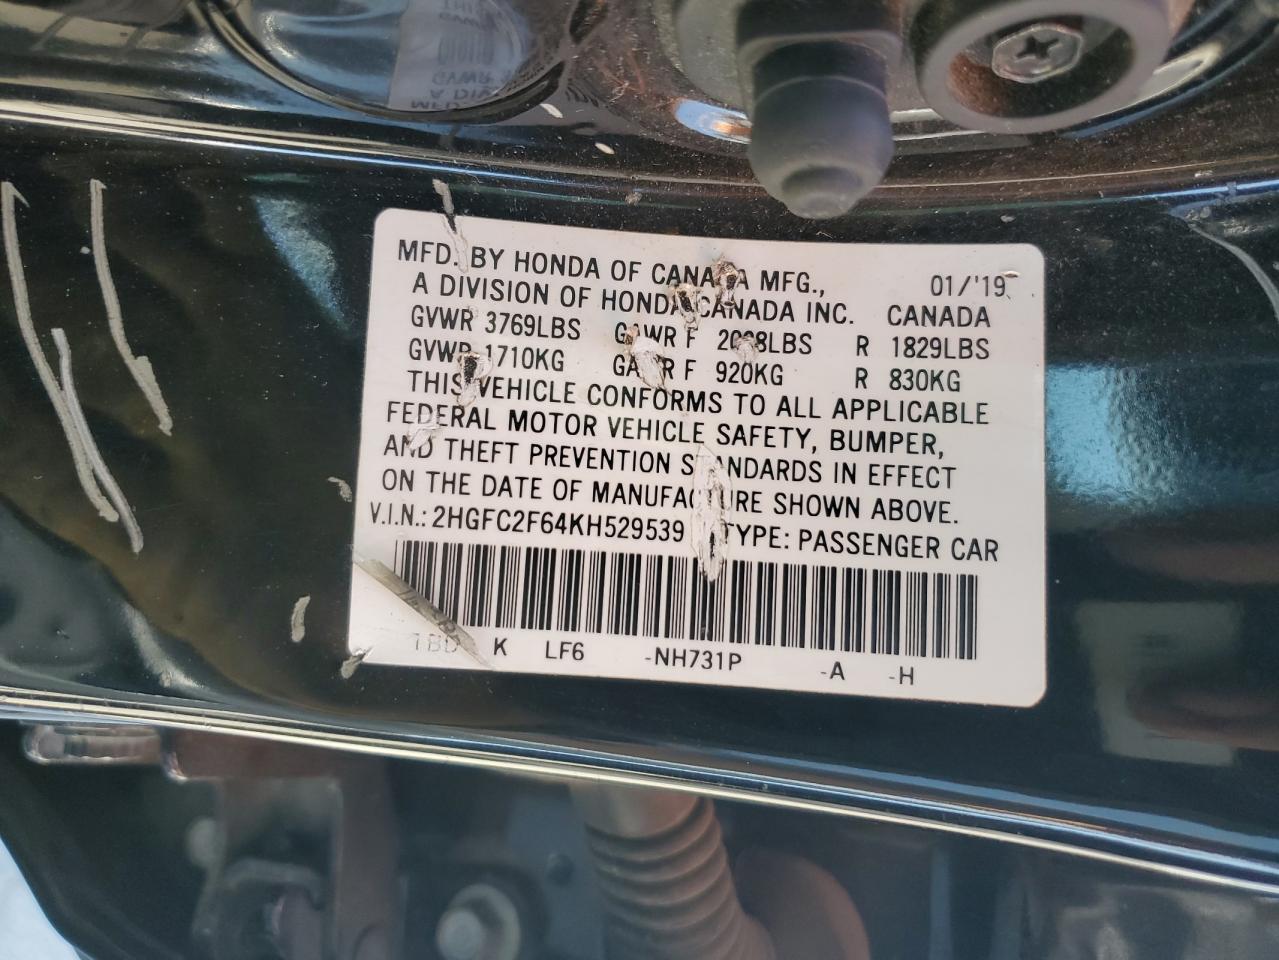 MFD. BY HONDA OF CANADA MFG., 01/'19
A DIVISION OF HONDA CANADA INC. CANADA
GVWR 3769LBS GAWR F 2028LBS R 1829LBS
GVWR 1710KG GAWR F 920KG R 830KG
THIS VEHICLE CONFORMS TO ALL APPLICABLE
FEDERAL MOTOR VEHICLE SAFETY, BUMPER,
AND THEFT PREVENTION STANDARDS IN EFFECT
ON THE DATE OF MANUFACTURE SHOWN ABOVE.
V.I.N.: 2HGFC2F64KH529539 TYPE: PASSENGER CAR
K LF6 -NH731P -A -H